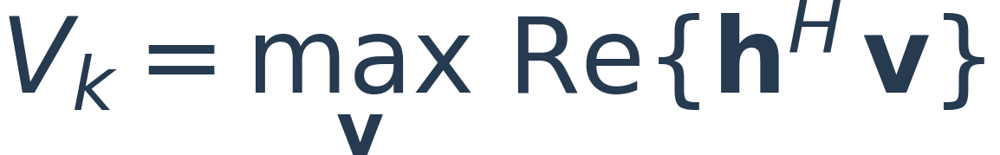 V_k = max_v Re{h^H v}